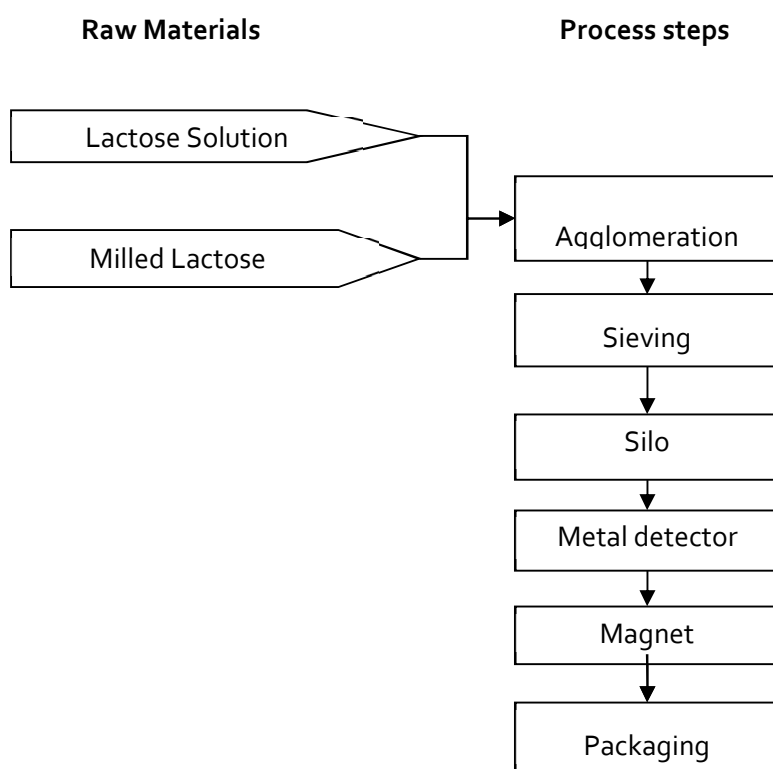 Raw Materials
Process steps
Lactose Solution
Milled Lactose
Agglomeration
Sieving
Silo
Metal detector
Magnet
Packaging